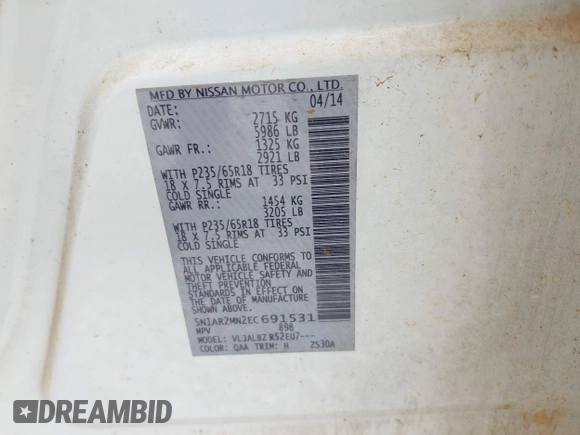 MFD BY NISSAN MOTOR CO., LTD.
DATE: 04/14
GVWR: 2715 KG
5986 LB
GAWR FR.: 1325 KG
2921 LB
WITH P235/65R18 TIRES
18 X 7.5 RIMS AT 33 PSI
COLD SINGLE
GAWR RR.: 1454 KG
3205 LB
WITH P235/65R18 TIRES
18 X 7.5 RIMS AT 33 PSI
COLD SINGLE
THIS VEHICLE CONFORMS TO
ALL APPLICABLE FEDERAL
MOTOR VEHICLE SAFETY AND
THEFT PREVENTION
STANDARDS IN EFFECT ON
THE DATE OF MANUFACTURE
SHOWN ABOVE.
5N1AR2MN2EC691531
MPV 898
MODEL: VLJALBZ R52EU7---
COLOR: QAA TRIM: H 2S30A
DREAMBID